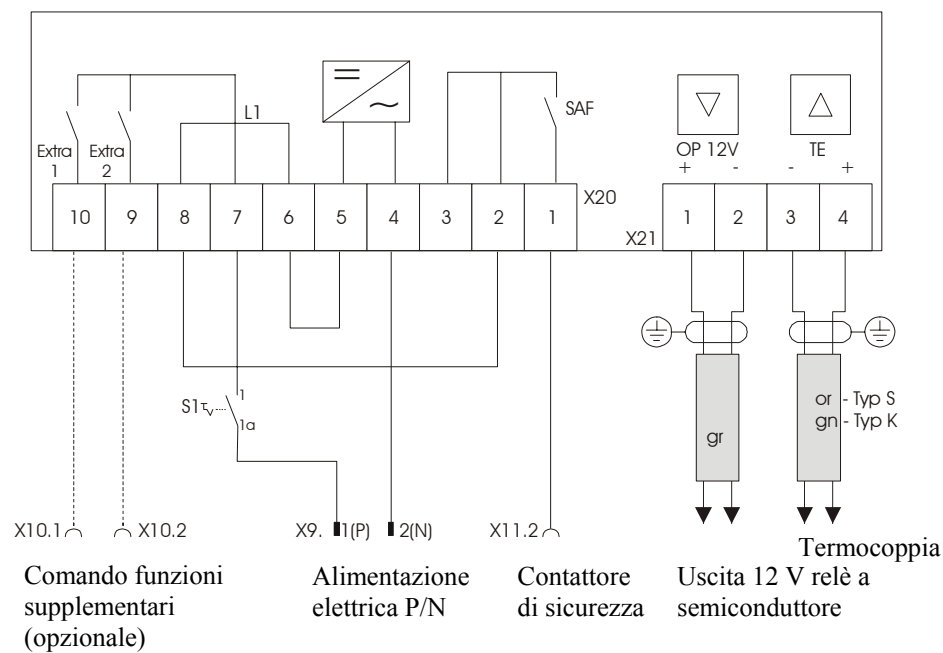 L1
SAF
Extra 1
Extra 2
OP 12V
TE
+ - - +
10 9 8 7 6 5 4 3 2 1
X20
X21
1 2 3 4
S1
1
1a
gr
or - Typ S
gn - Typ K
X10.1
X10.2
X9. 1(P) 2(N)
X11.2
Comando funzioni
supplementari
(opzionale)
Alimentazione
elettrica P/N
Contattore
di sicurezza
Uscita 12 V relè a
semiconduttore
Termocoppia